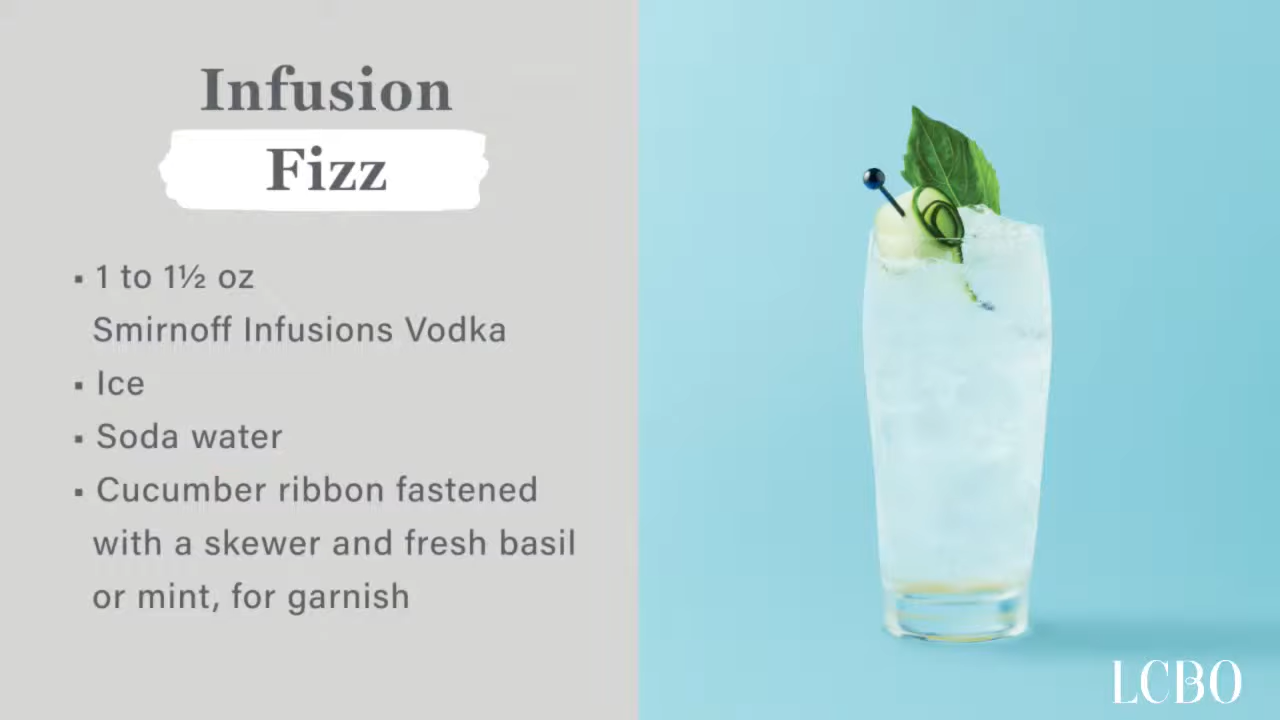 Infusion
Fizz
▪ 1 to 1½ oz
Smirnoff Infusions Vodka
▪ Ice
▪ Soda water
▪ Cucumber ribbon fastened
with a skewer and fresh basil
or mint, for garnish
LCBO